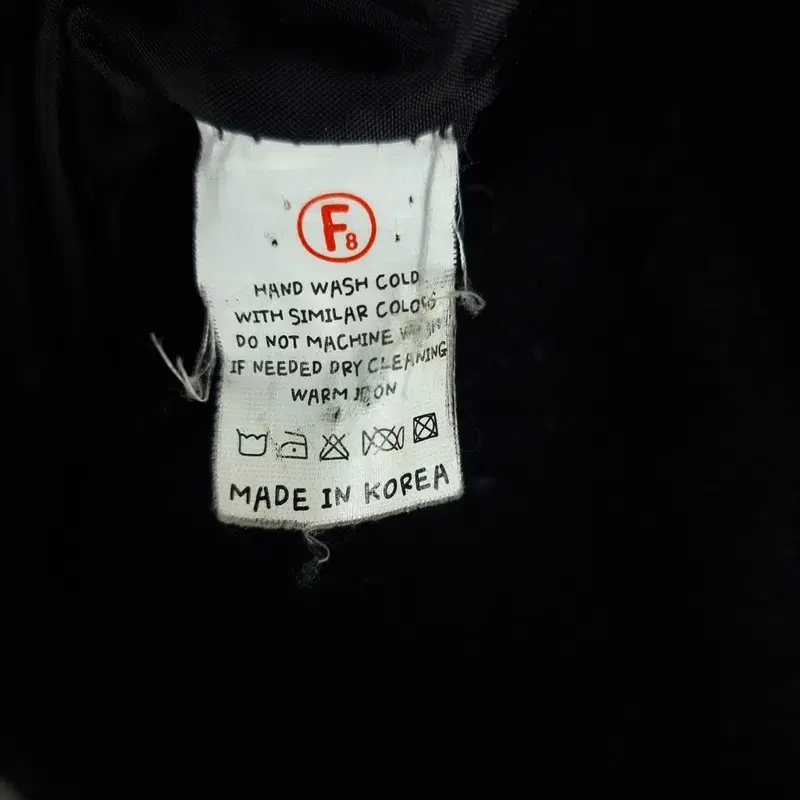 F8
HAND WASH COLD
WITH SIMILAR COLORS
DO NOT MACHINE
IF NEEDED DRY CLEANING
WARM IRON
MADE IN KOREA